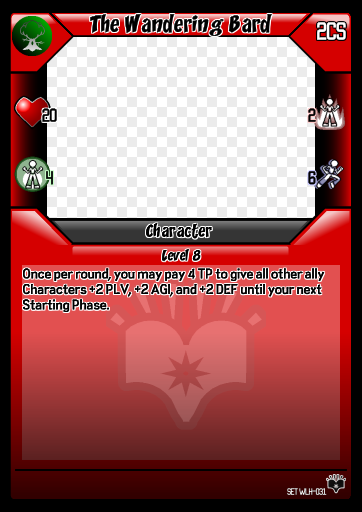 The Wandering Bard
2CS
20
2
4
6
Character
Level 8
Once per round, you may pay 4 TP to give all other ally
Characters +2 PLV, +2 AGI, and +2 DEF until your next
Starting Phase.
SET WLH-031